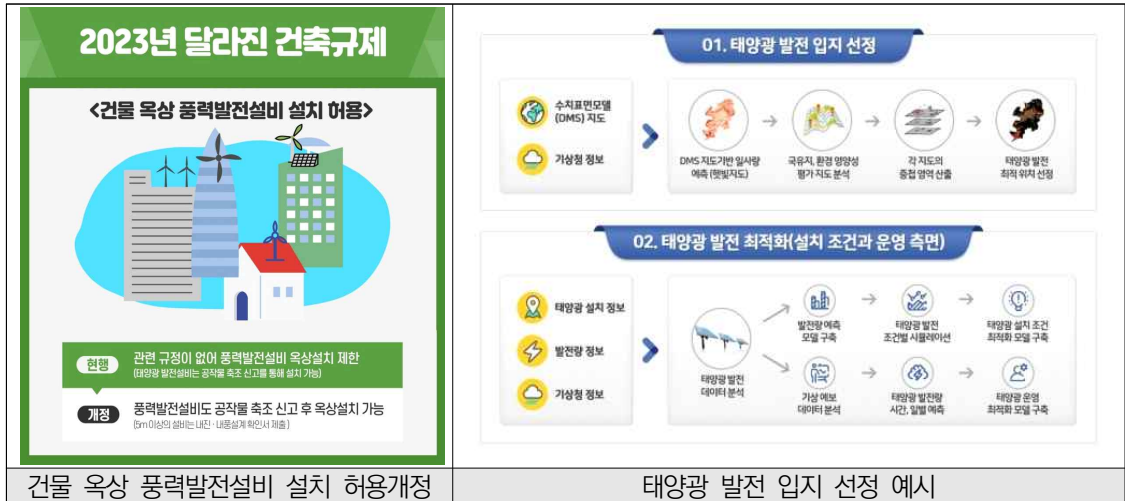 2023년 달라진 건축규제
<건물 옥상 풍력발전설비 설치 허용>
현행
관련 규정이 없어 풍력발전설비 옥상설치 제한
(태양광 발전설비는 공작물 축조 신고를 통해 설치 가능)
개정
풍력발전설비도 공작물 축조 신고 후 옥상설치 가능
(5m 이상의 설비는 내진·내풍설계 확인서 제출)
건물 옥상 풍력발전설비 설치 허용개정
01. 태양광 발전 입지 선정
수치표면모델
(DMS) 지도
기상청 정보
DMS 지도기반 일사량
예측 (햇빛지도)
국유지, 환경 영양성
평가 지도 분석
각 지도의
중첩 영역 산출
태양광 발전
최적 위치 선정
02. 태양광 발전 최적화(설치 조건과 운영 측면)
태양광 설치 정보
발전량 정보
기상청 정보
태양광 발전
데이터 분석
발전량 예측
모델 구축
태양광 발전
조건별 시뮬레이션
태양광 설치 조건
최적화 모델 구축
기상 예보
데이터 분석
태양광 발전량
시간, 일별 예측
태양광 운영
최적화 모델 구축
태양광 발전 입지 선정 예시